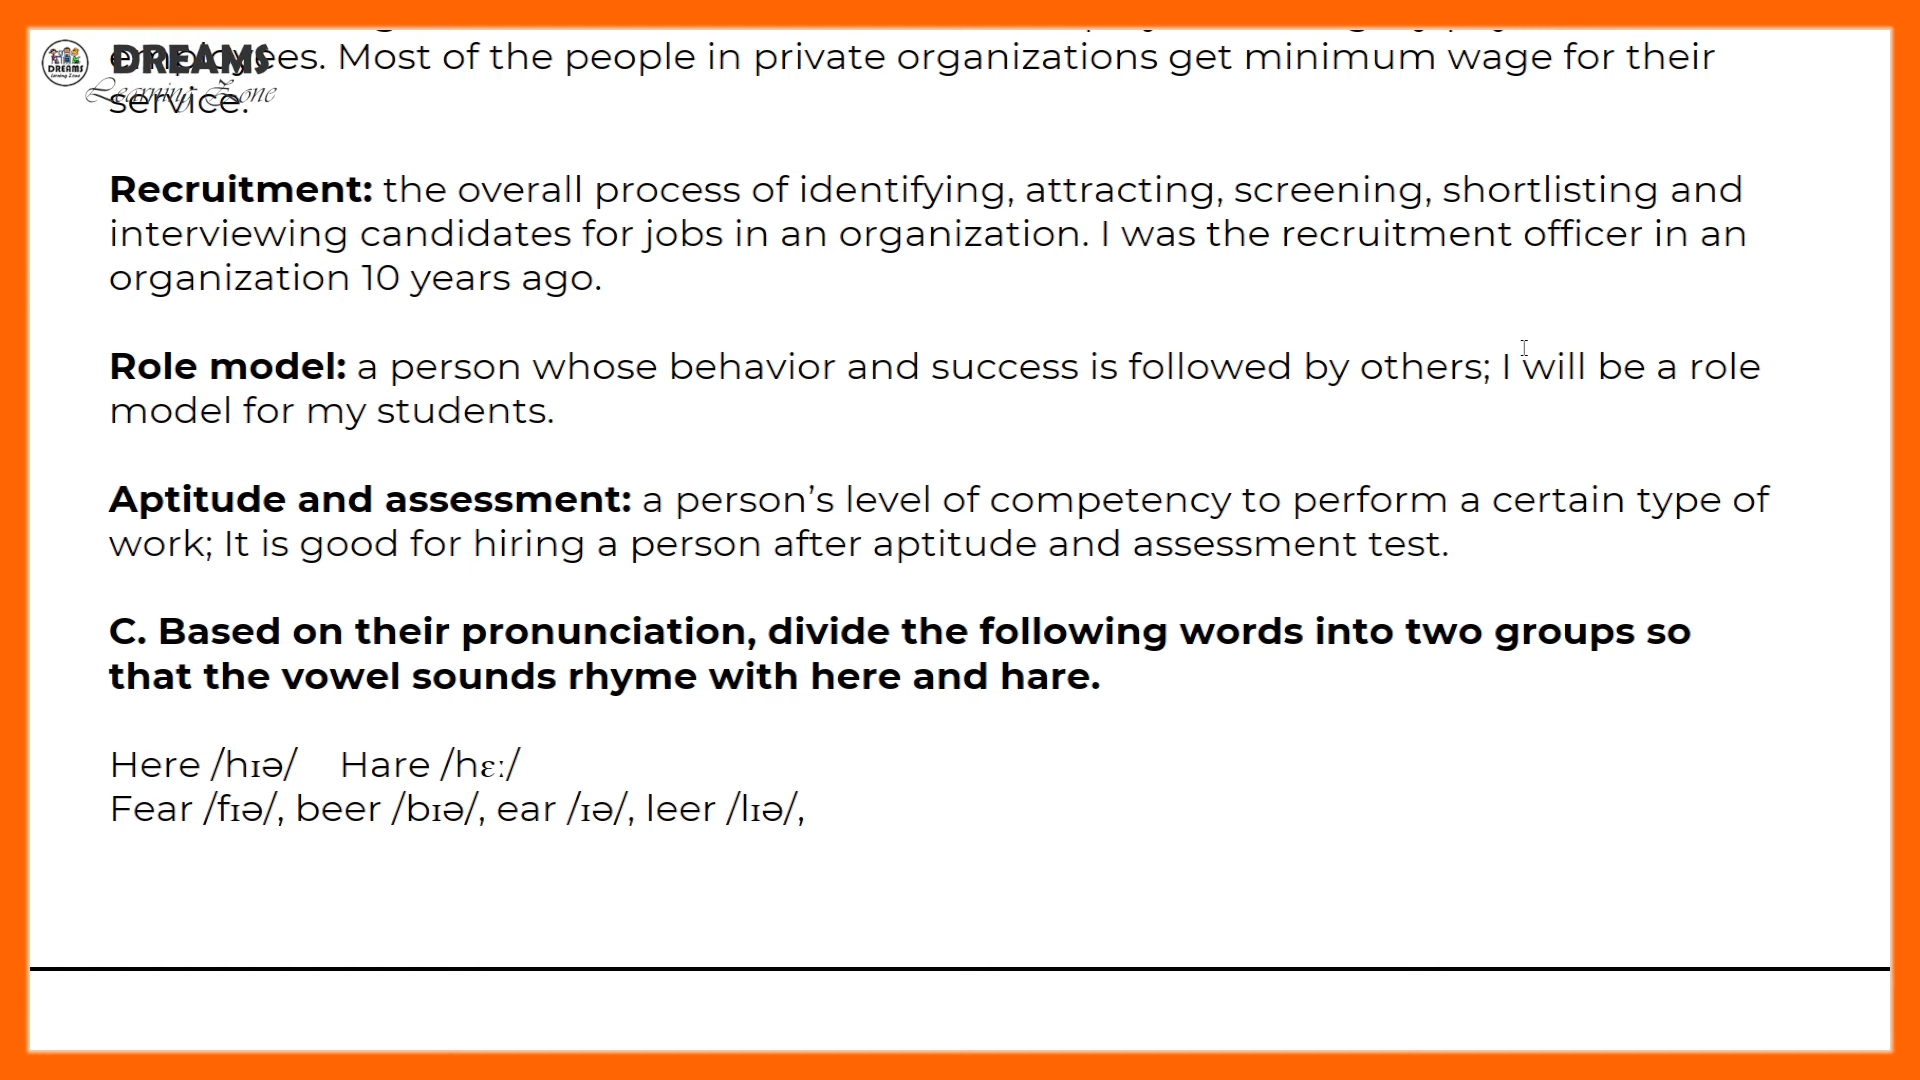 DREAMS
Learning Zone
DREAMS
employees. Most of the people in private organizations get minimum wage for their
service.
Recruitment: the overall process of identifying, attracting, screening, shortlisting and
interviewing candidates for jobs in an organization. I was the recruitment officer in an
organization 10 years ago.
Role model: a person whose behavior and success is followed by others; I will be a role
model for my students.
Aptitude and assessment: a person’s level of competency to perform a certain type of
work; It is good for hiring a person after aptitude and assessment test.
C. Based on their pronunciation, divide the following words into two groups so
that the vowel sounds rhyme with here and hare.
Here /hɪə/ Hare /hɛː/
Fear /fɪə/, beer /bɪə/, ear /ɪə/, leer /lɪə/,